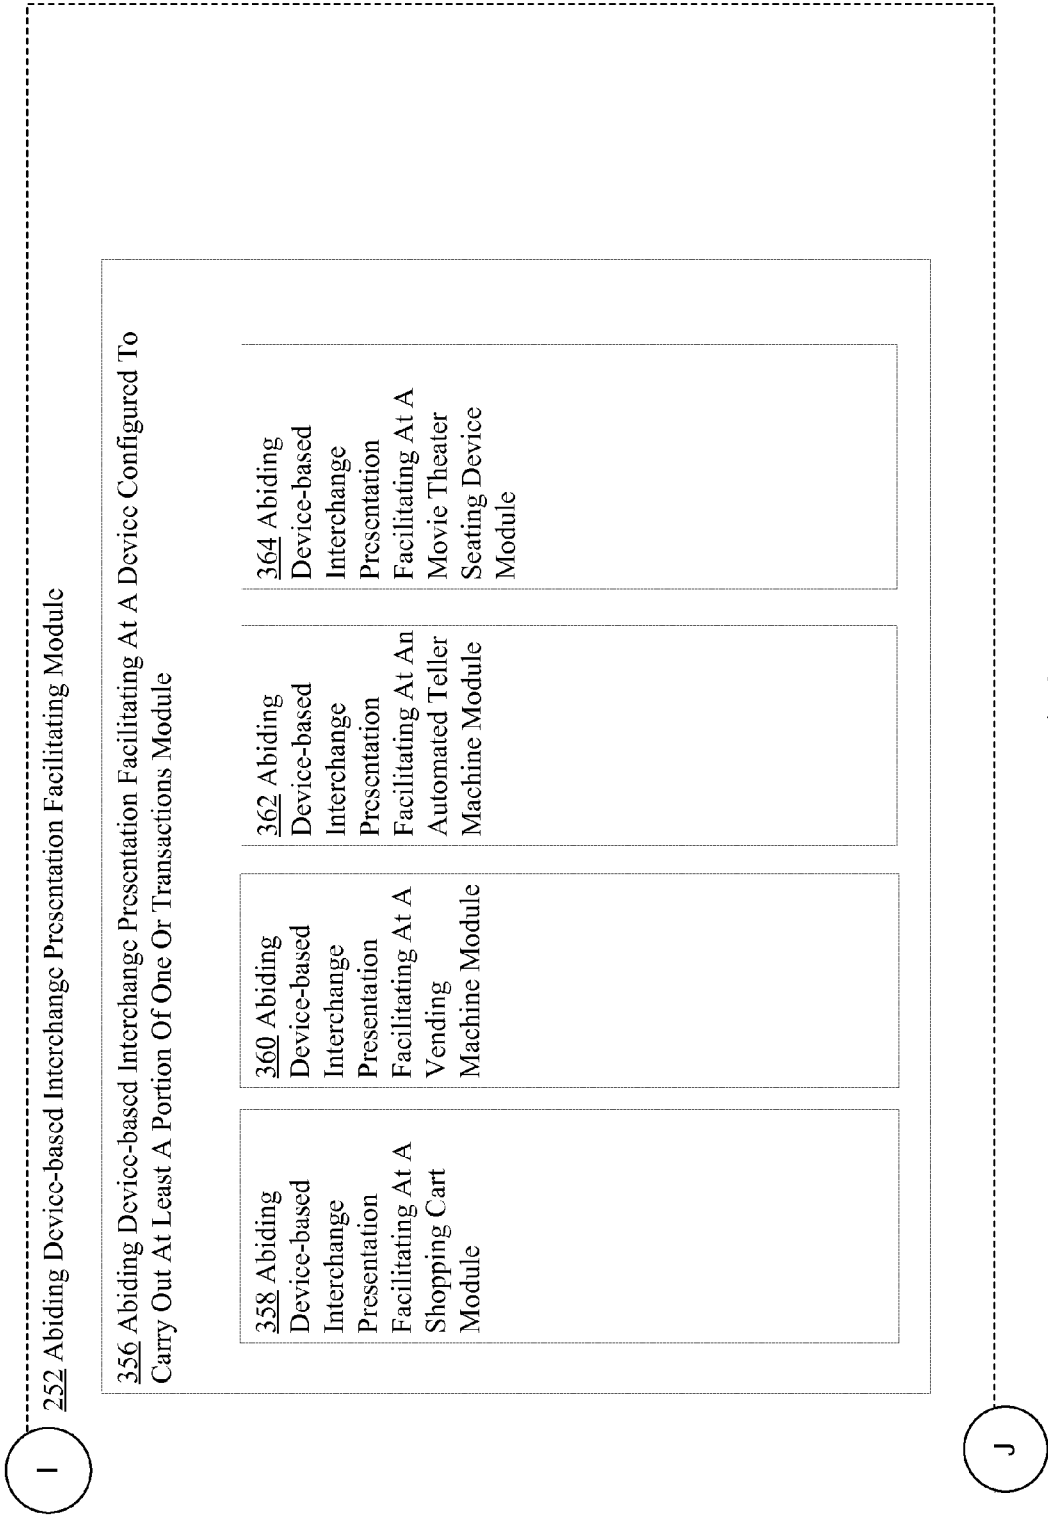 I
252 Abiding Device-based Interchange Presentation Facilitating Module
356 Abiding Device-based Interchange Presentation Facilitating At A Device Configured To
Carry Out At Least A Portion Of One Or Transactions Module
358 Abiding
Device-based
Interchange
Presentation
Facilitating At A
Shopping Cart
Module
360 Abiding
Device-based
Interchange
Presentation
Facilitating At A
Vending
Machine Module
362 Abiding
Device-based
Interchange
Presentation
Facilitating At An
Automated Teller
Machine Module
364 Abiding
Device-based
Interchange
Presentation
Facilitating At A
Movie Theater
Seating Device
Module
J